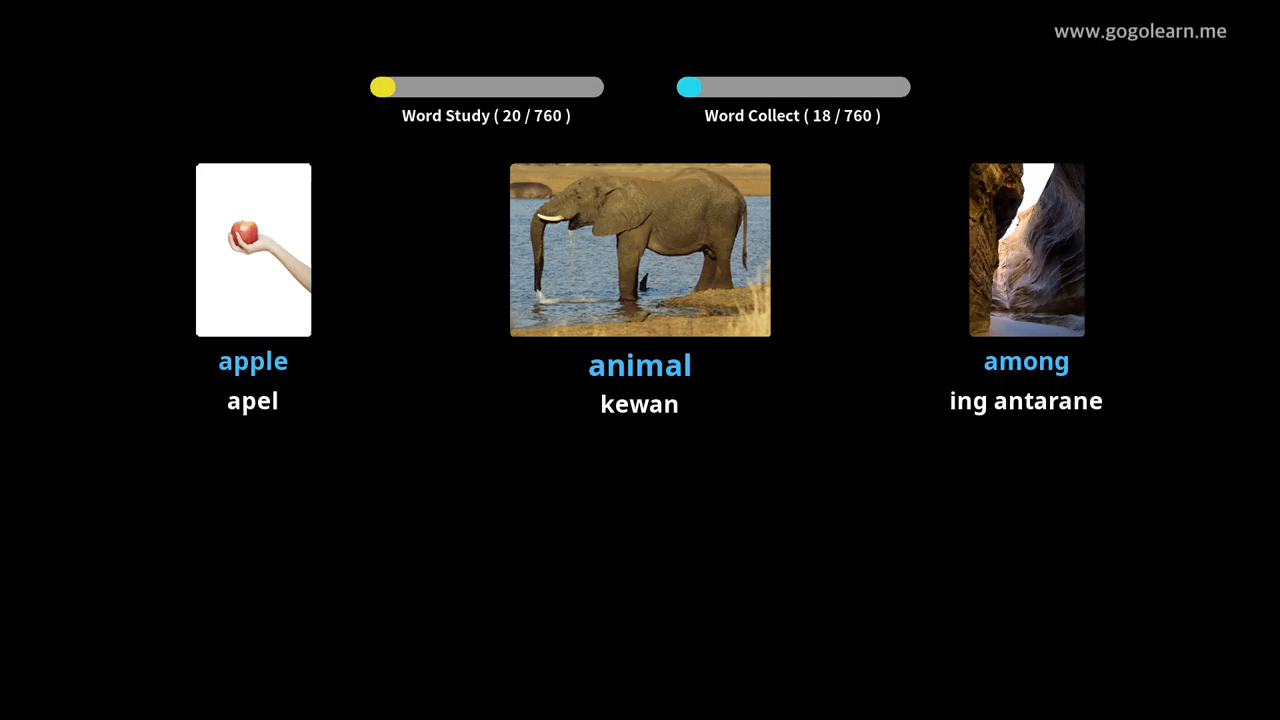 www.gogolearn.me
Word Study ( 20 / 760 )
Word Collect ( 18 / 760 )
apple
apel
animal
kewan
among
ing antarane